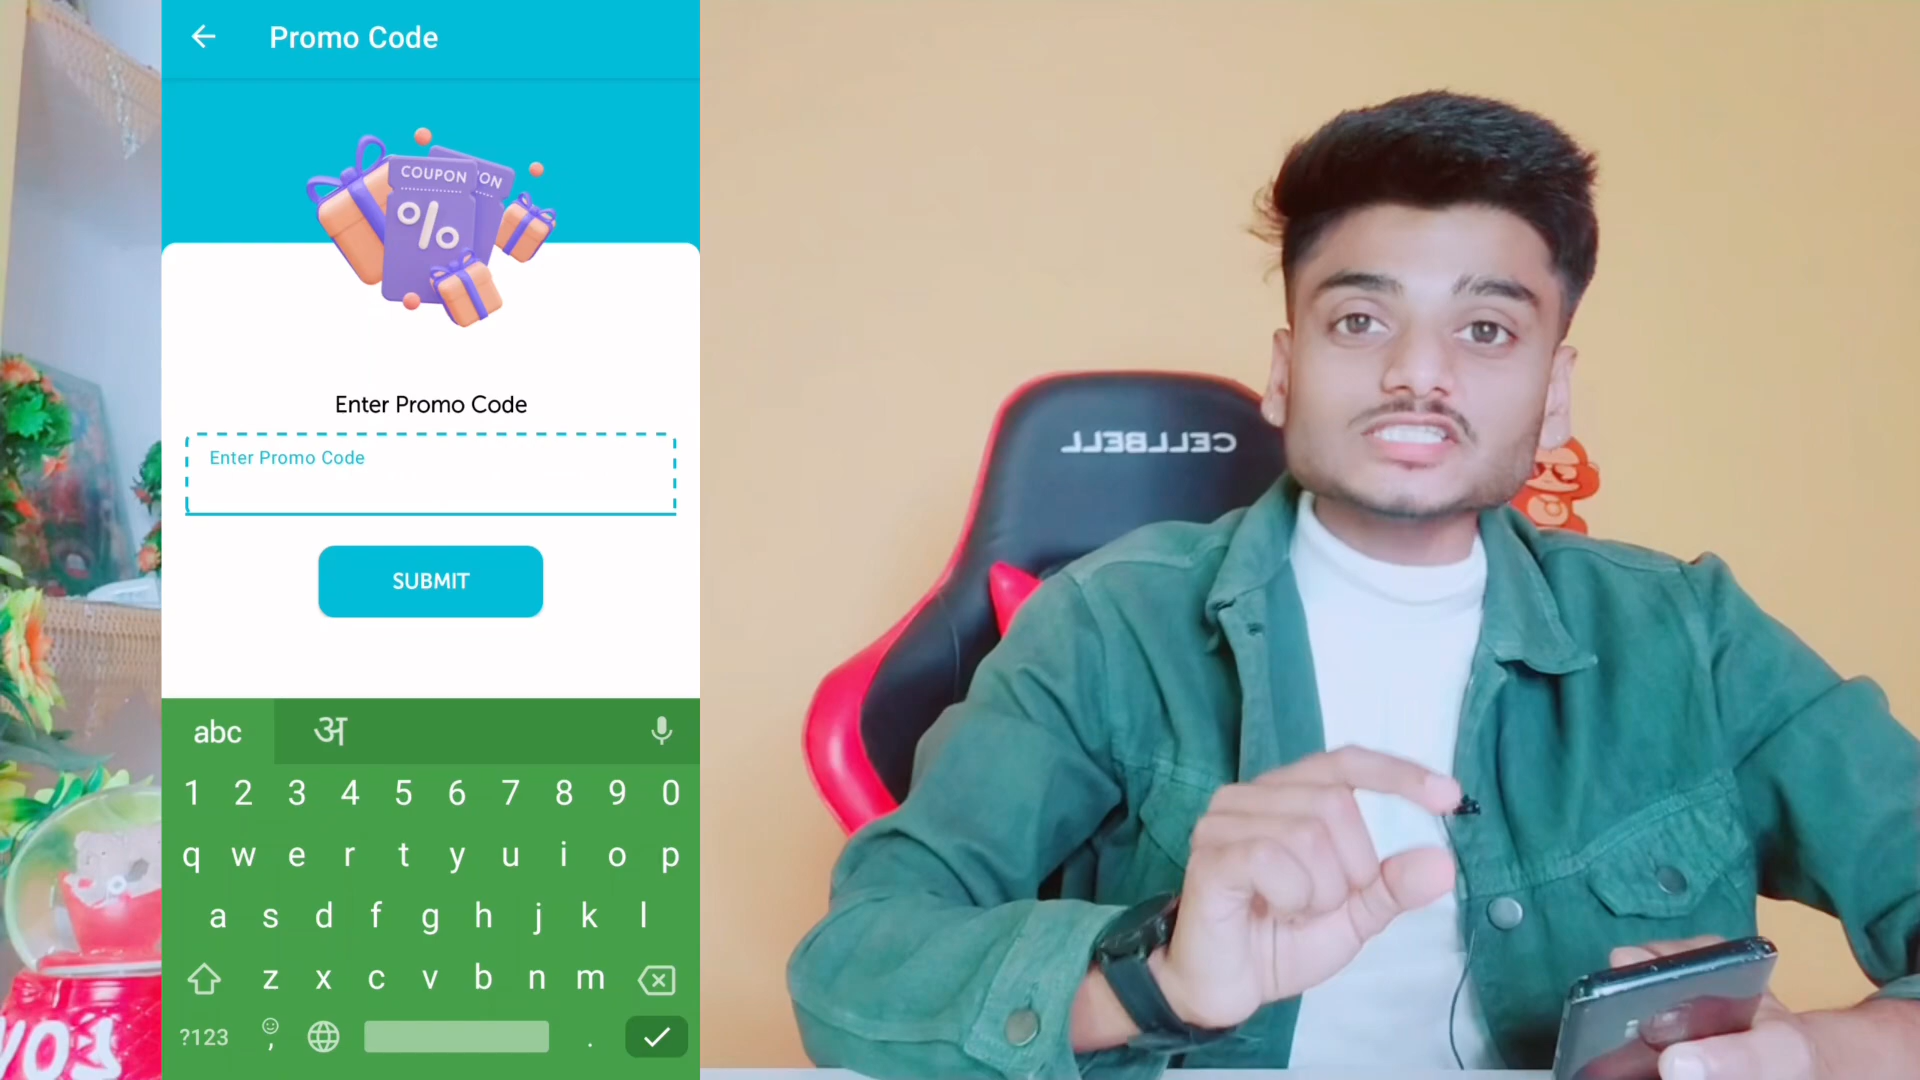 Promo Code
COUPON
ON
%
Enter Promo Code
Enter Promo Code
SUBMIT
abc अ
1 2 3 4 5 6 7 8 9 0
q w e r t y u i o p
a s d f g h j k l
z x c v b n m
?123 , .
CELLBELL